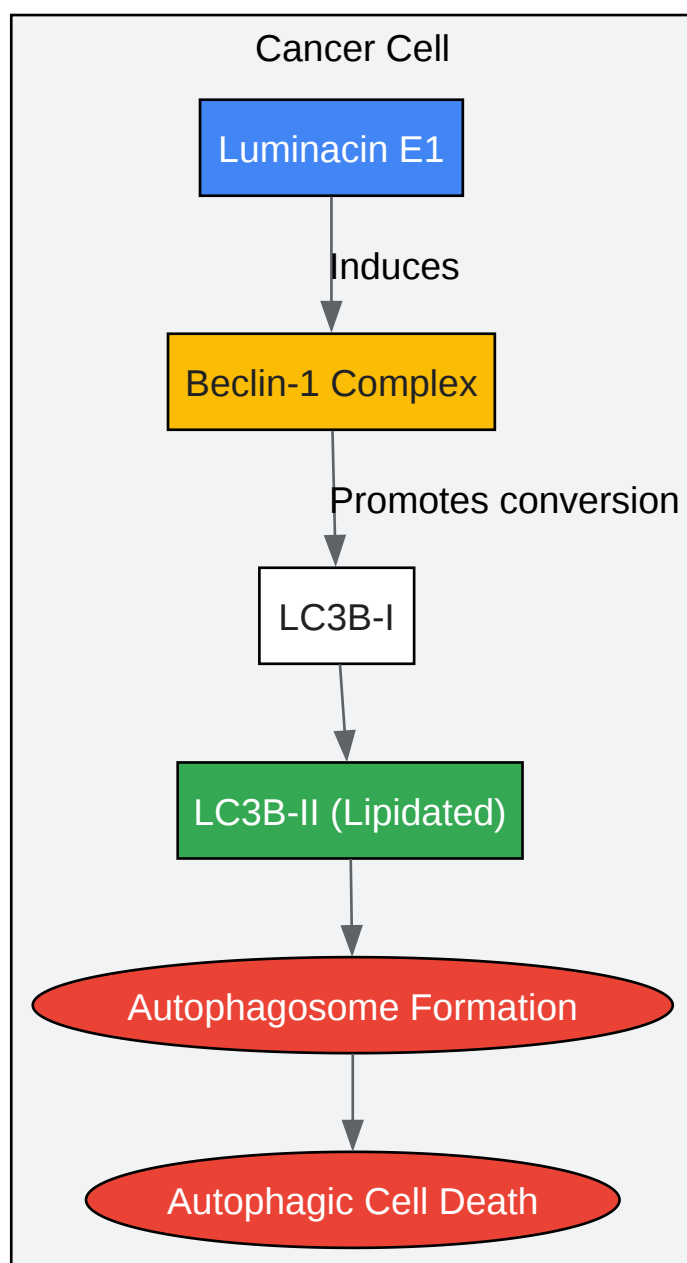 Cancer Cell
Luminacin E1
Induces
Beclin-1 Complex
Promotes conversion
LC3B-I
LC3B-II (Lipidated)
Autophagosome Formation
Autophagic Cell Death